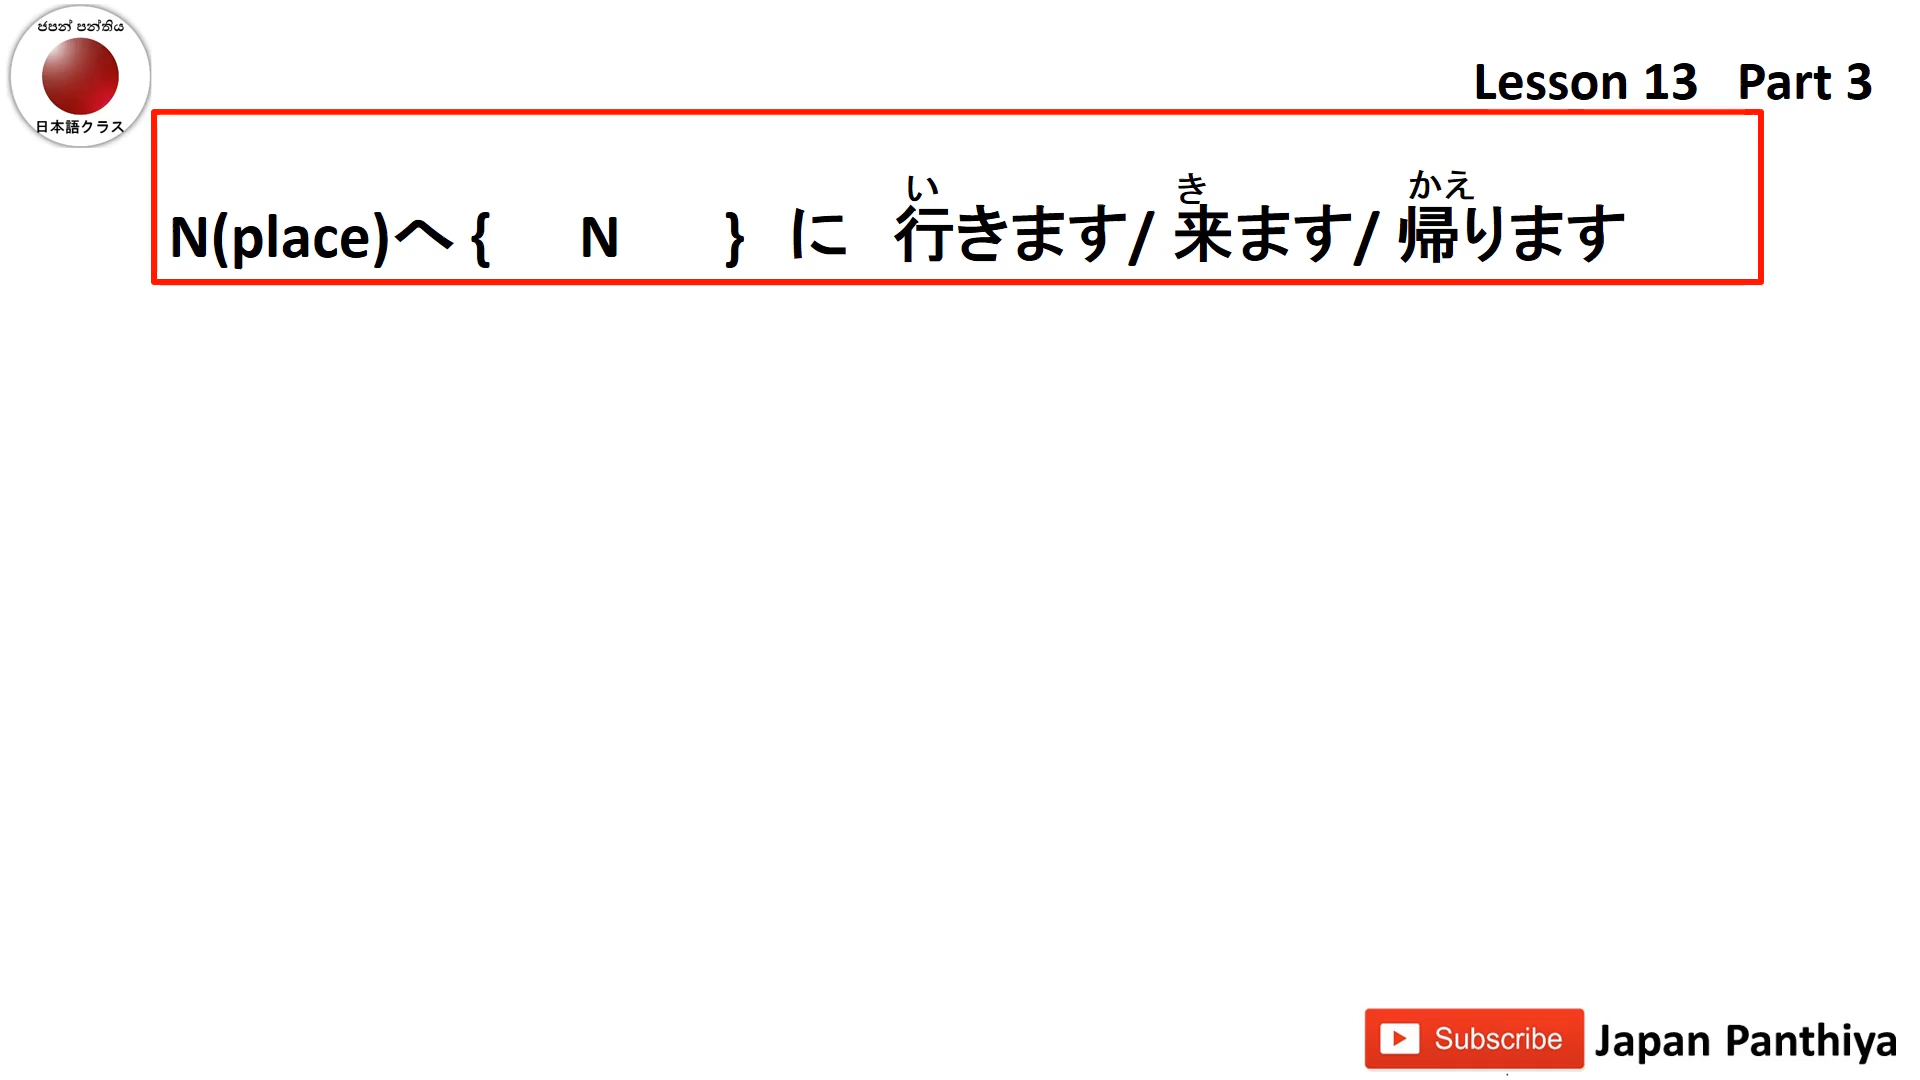 ජපන් පන්තිය
日本語クラス
Lesson 13 Part 3
い き かえ
N(place)へ { N } に 行きます/ 来ます/ 帰ります
Subscribe Japan Panthiya